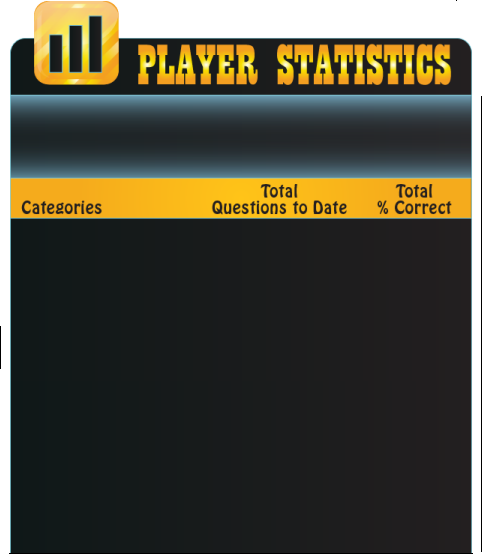 PLAYER STATISTICS
Categories
Total
Questions to Date
Total
% Correct